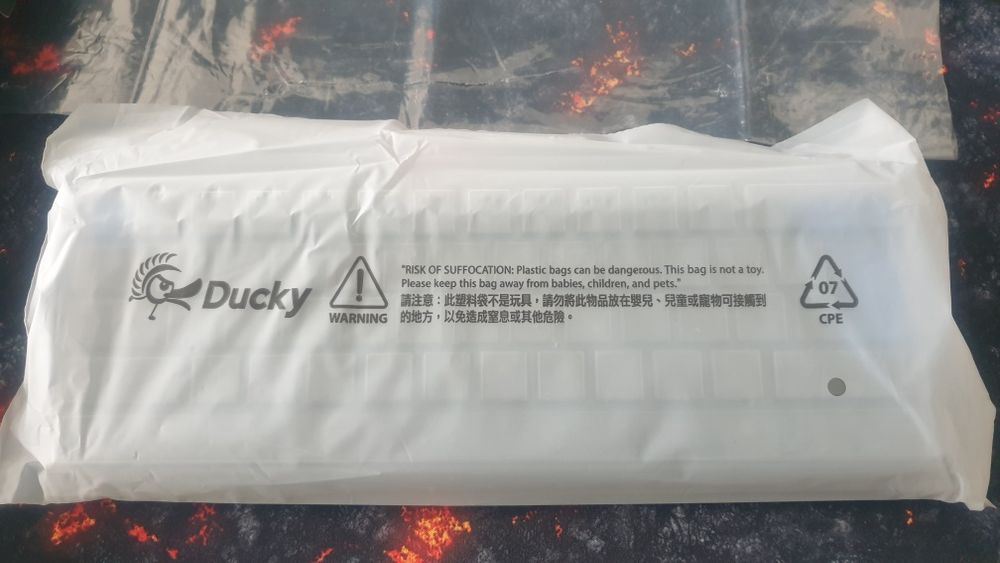 Ducky
WARNING
"RISK OF SUFFOCATION: Plastic bags can be dangerous. This bag is not a toy.
Please keep this bag away from babies, children, and pets."
請注意：此塑料袋不是玩具，請勿將此物品放在嬰兒、兒童或寵物可接觸到
的地方，以免造成窒息或其他危險。
07
CPE